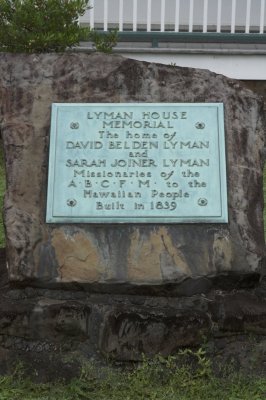 LYMAN HOUSE
MEMORIAL
The home of
DAVID BELDEN LYMAN
and
SARAH JOINER LYMAN
Missionaries of the
A·B·C·F·M· to the
Hawaiian People
Built in 1839